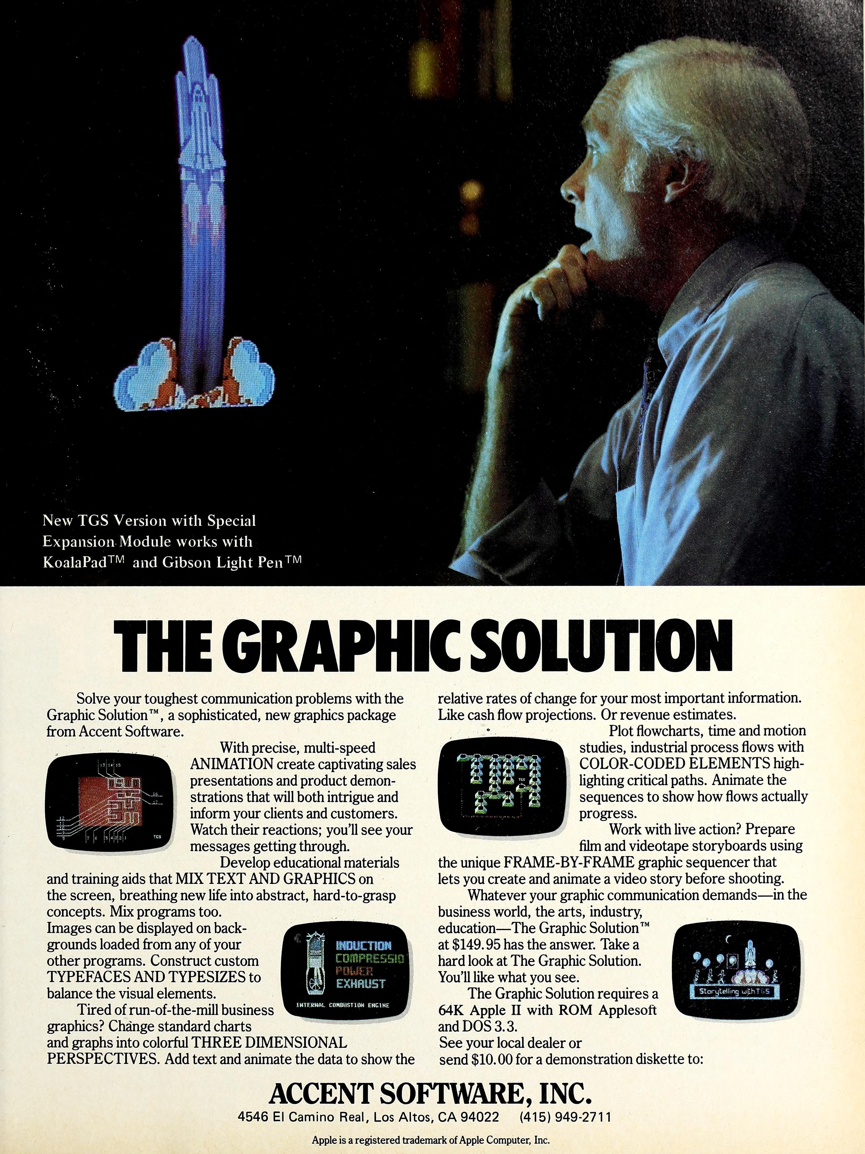 New TGS Version with Special
Expansion Module works with
KoalaPad™ and Gibson Light Pen™
THE GRAPHIC SOLUTION
Solve your toughest communication problems with the
Graphic Solution™, a sophisticated, new graphics package
from Accent Software.
With precise, multi-speed
ANIMATION create captivating sales
presentations and product demon-
strations that will both intrigue and
inform your clients and customers.
Watch their reactions; you'll see your
messages getting through.
Develop educational materials
and training aids that MIX TEXT AND GRAPHICS on
the screen, breathing new life into abstract, hard-to-grasp
concepts. Mix programs too.
Images can be displayed on back-
grounds loaded from any of your
other programs. Construct custom
TYPEFACES AND TYPESIZES to
balance the visual elements.
Tired of run-of-the-mill business
graphics? Change standard charts
and graphs into colorful THREE DIMENSIONAL
PERSPECTIVES. Add text and animate the data to show the
INDUCTION
COMPRESSIO
POWER
EXHAUST
INTERNAL COMBUSTION ENGINE
relative rates of change for your most important information.
Like cash flow projections. Or revenue estimates.
Plot flowcharts, time and motion
studies, industrial process flows with
COLOR-CODED ELEMENTS high-
lighting critical paths. Animate the
sequences to show how flows actually
progress.
Work with live action? Prepare
film and videotape storyboards using
the unique FRAME-BY-FRAME graphic sequencer that
lets you create and animate a video story before shooting.
Whatever your graphic communication demands—in the
business world, the arts, industry,
education—The Graphic Solution™
at $149.95 has the answer. Take a
hard look at The Graphic Solution.
You'll like what you see.
The Graphic Solution requires a
64K Apple II with ROM Applesoft
and DOS 3.3.
See your local dealer or
send $10.00 for a demonstration diskette to:
Storytelling with TGS
ACCENT SOFTWARE, INC.
4546 El Camino Real, Los Altos, CA 94022 (415) 949-2711
Apple is a registered trademark of Apple Computer, Inc.